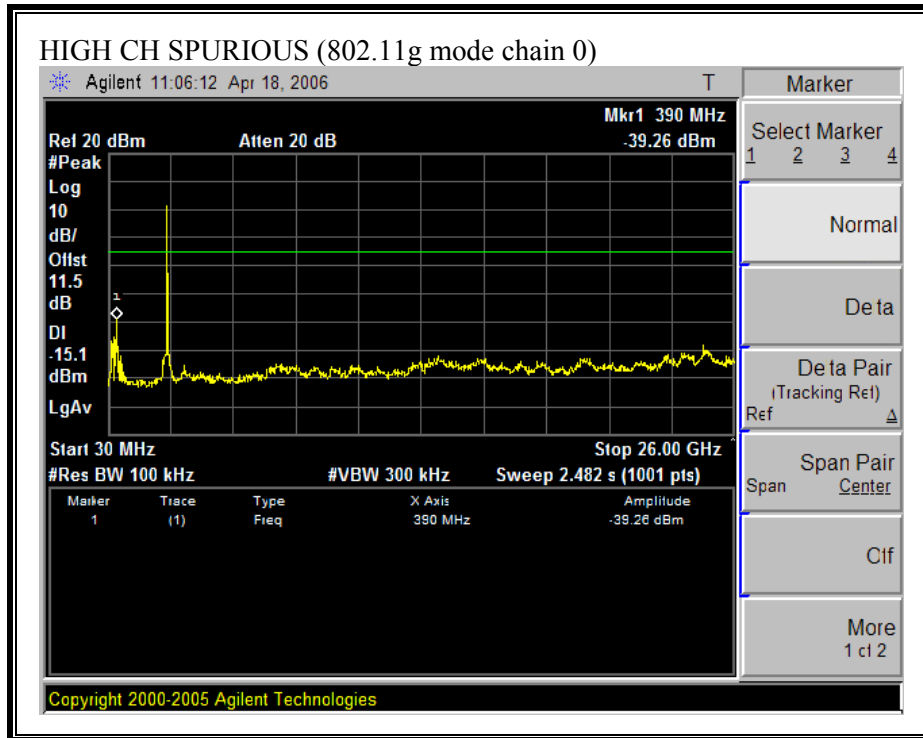 HIGH CH SPURIOUS (802.11g mode chain 0)
Agilent 11:06:12 Apr 18, 2006 T
Mkr1 390 MHz
Ref 20 dBm Atten 20 dB -39.26 dBm
#Peak
Log
10
dB/
Offst
11.5
dB
DI
-15.1
dBm
LgAv
1
Start 30 MHz Stop 26.00 GHz
#Res BW 100 kHz #VBW 300 kHz Sweep 2.482 s (1001 pts)
Marker Trace Type X Axis Amplitude
1 (1) Freq 390 MHz -39.26 dBm
Copyright 2000-2005 Agilent Technologies
Marker
Select Marker
1 2 3 4
Normal
Delta
Delta Pair
(Tracking Ref)
Ref Δ
Span Pair
Span Center
Off
More
1 of 2